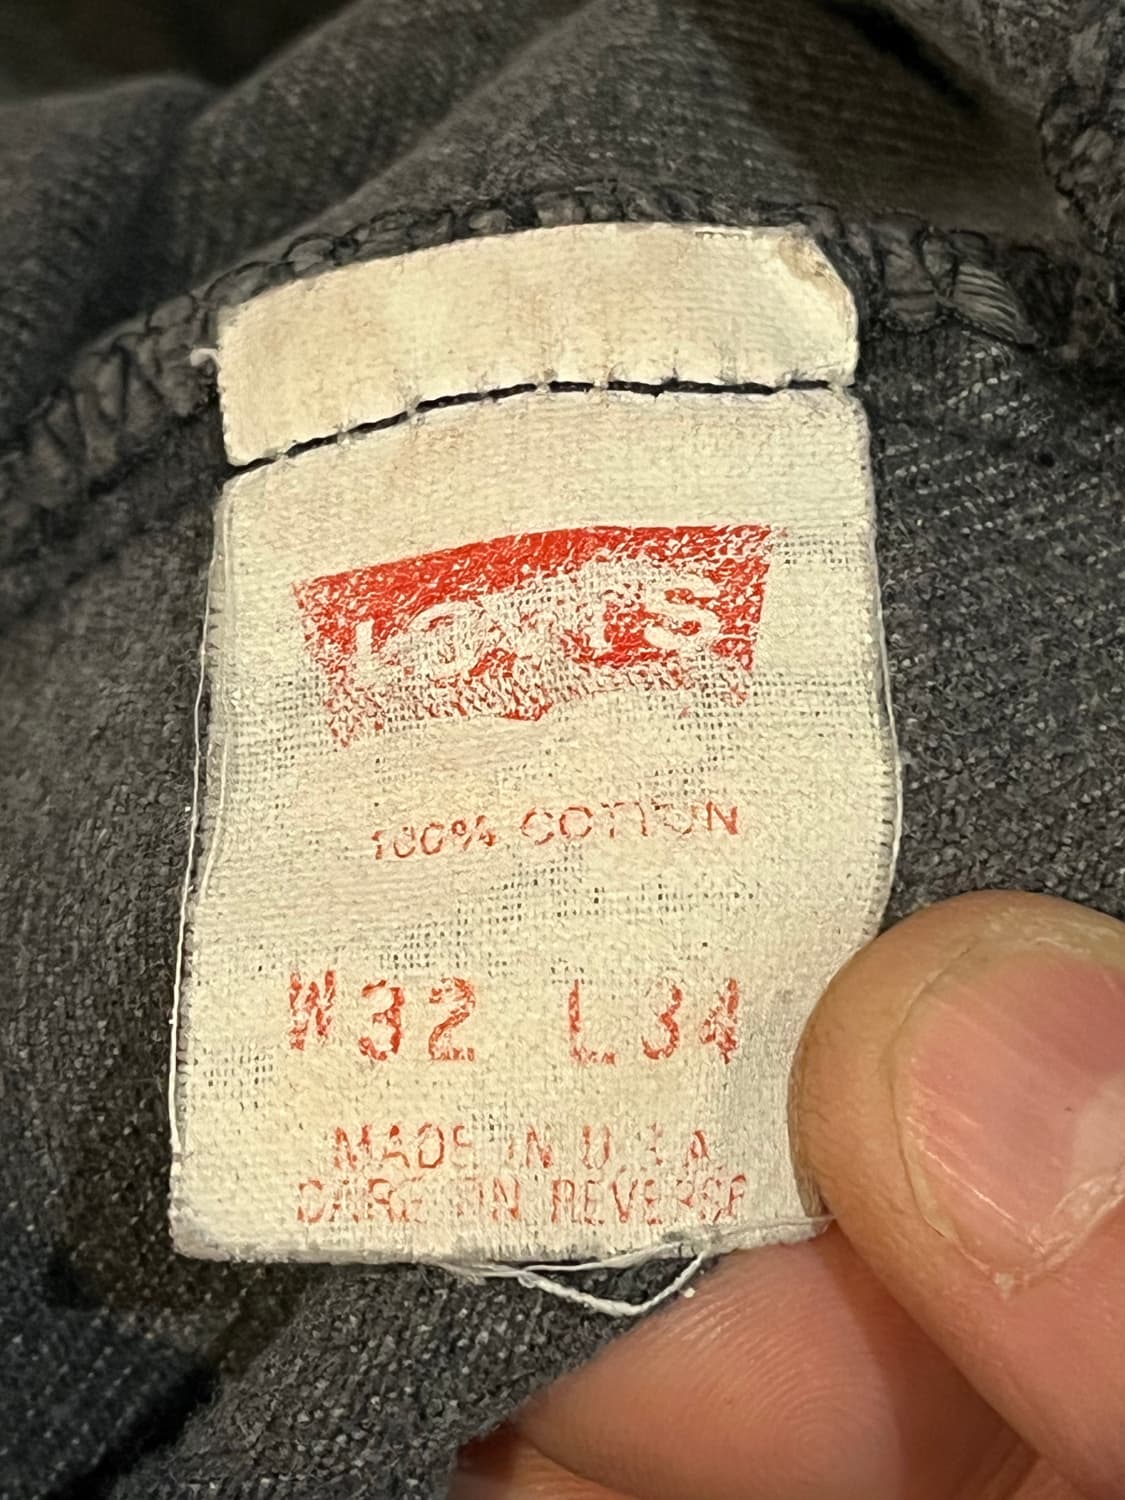 LEVI'S
100% COTTON
W32 L34
MADE IN U.S.A.
CARE ON REVERSE